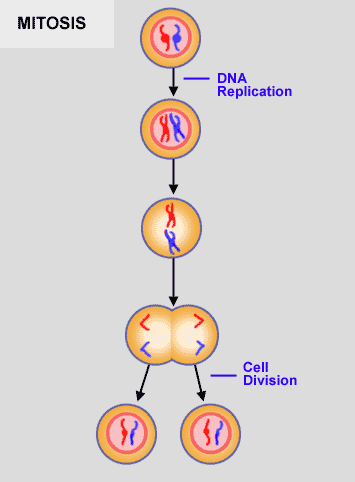 MITOSIS
DNA
Replication
Cell
Division